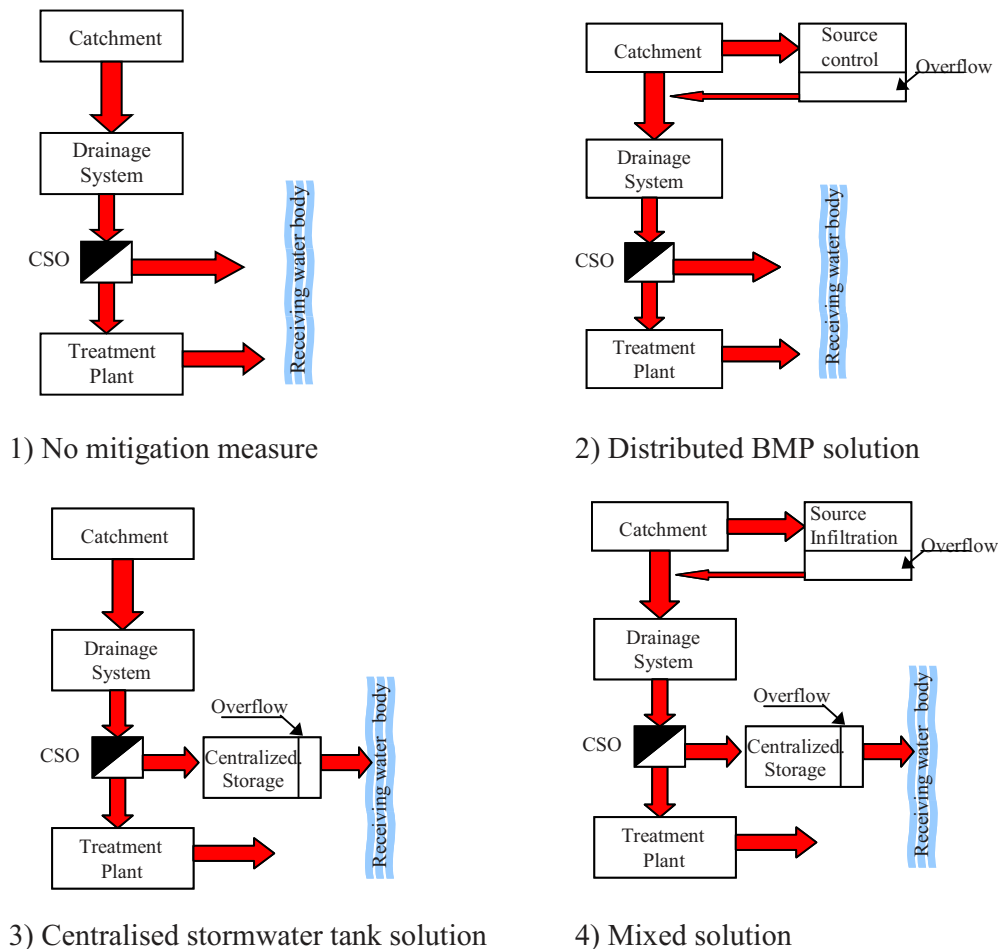 Catchment
Drainage
System
CSO
Treatment
Plant
Receiving water body
1) No mitigation measure
Catchment
Source
control
Overflow
Drainage
System
CSO
Treatment
Plant
Receiving water body
2) Distributed BMP solution
Catchment
Drainage
System
Overflow
CSO
Centralized.
Storage
Treatment
Plant
Receiving water body
3) Centralised stormwater tank solution
Catchment
Source
Infiltration
Overflow
Drainage
System
Overflow
CSO
Centralized.
Storage
Treatment
Plant
Receiving water body
4) Mixed solution